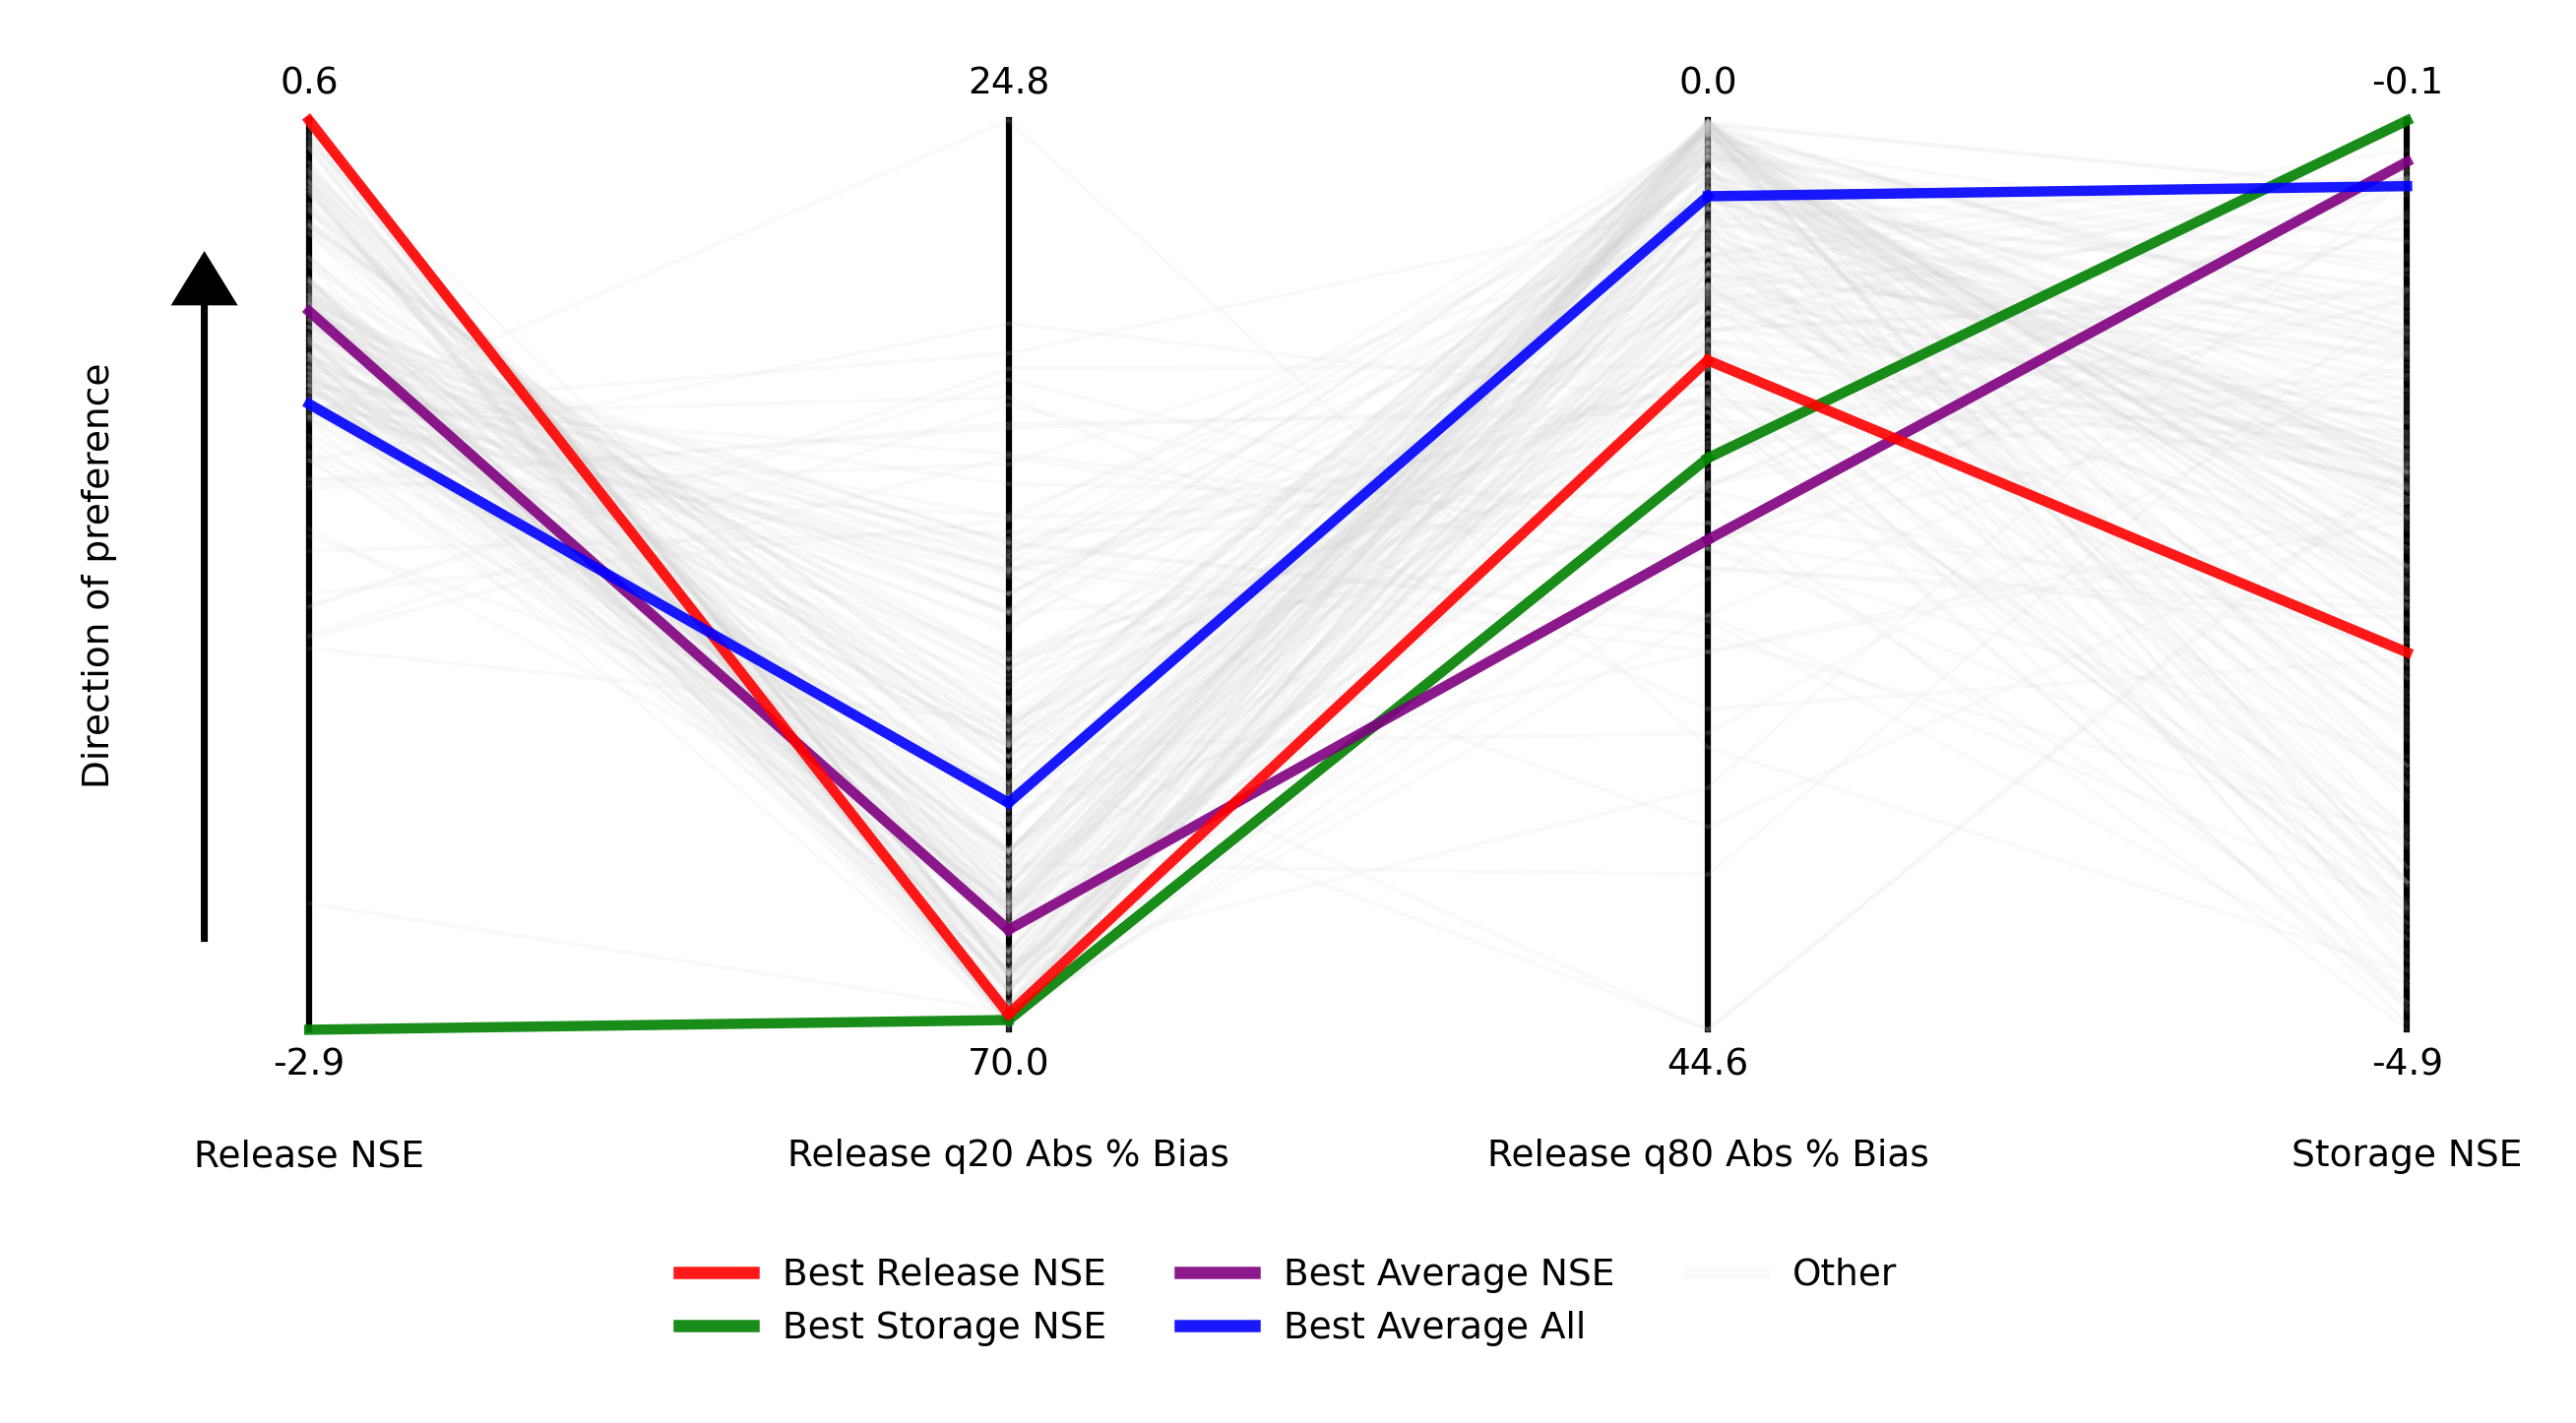 0.6
24.8
0.0
-0.1
Direction of preference
-2.9
70.0
44.6
-4.9
Release NSE
Release q20 Abs % Bias
Release q80 Abs % Bias
Storage NSE
Best Release NSE
Best Storage NSE
Best Average NSE
Best Average All
Other